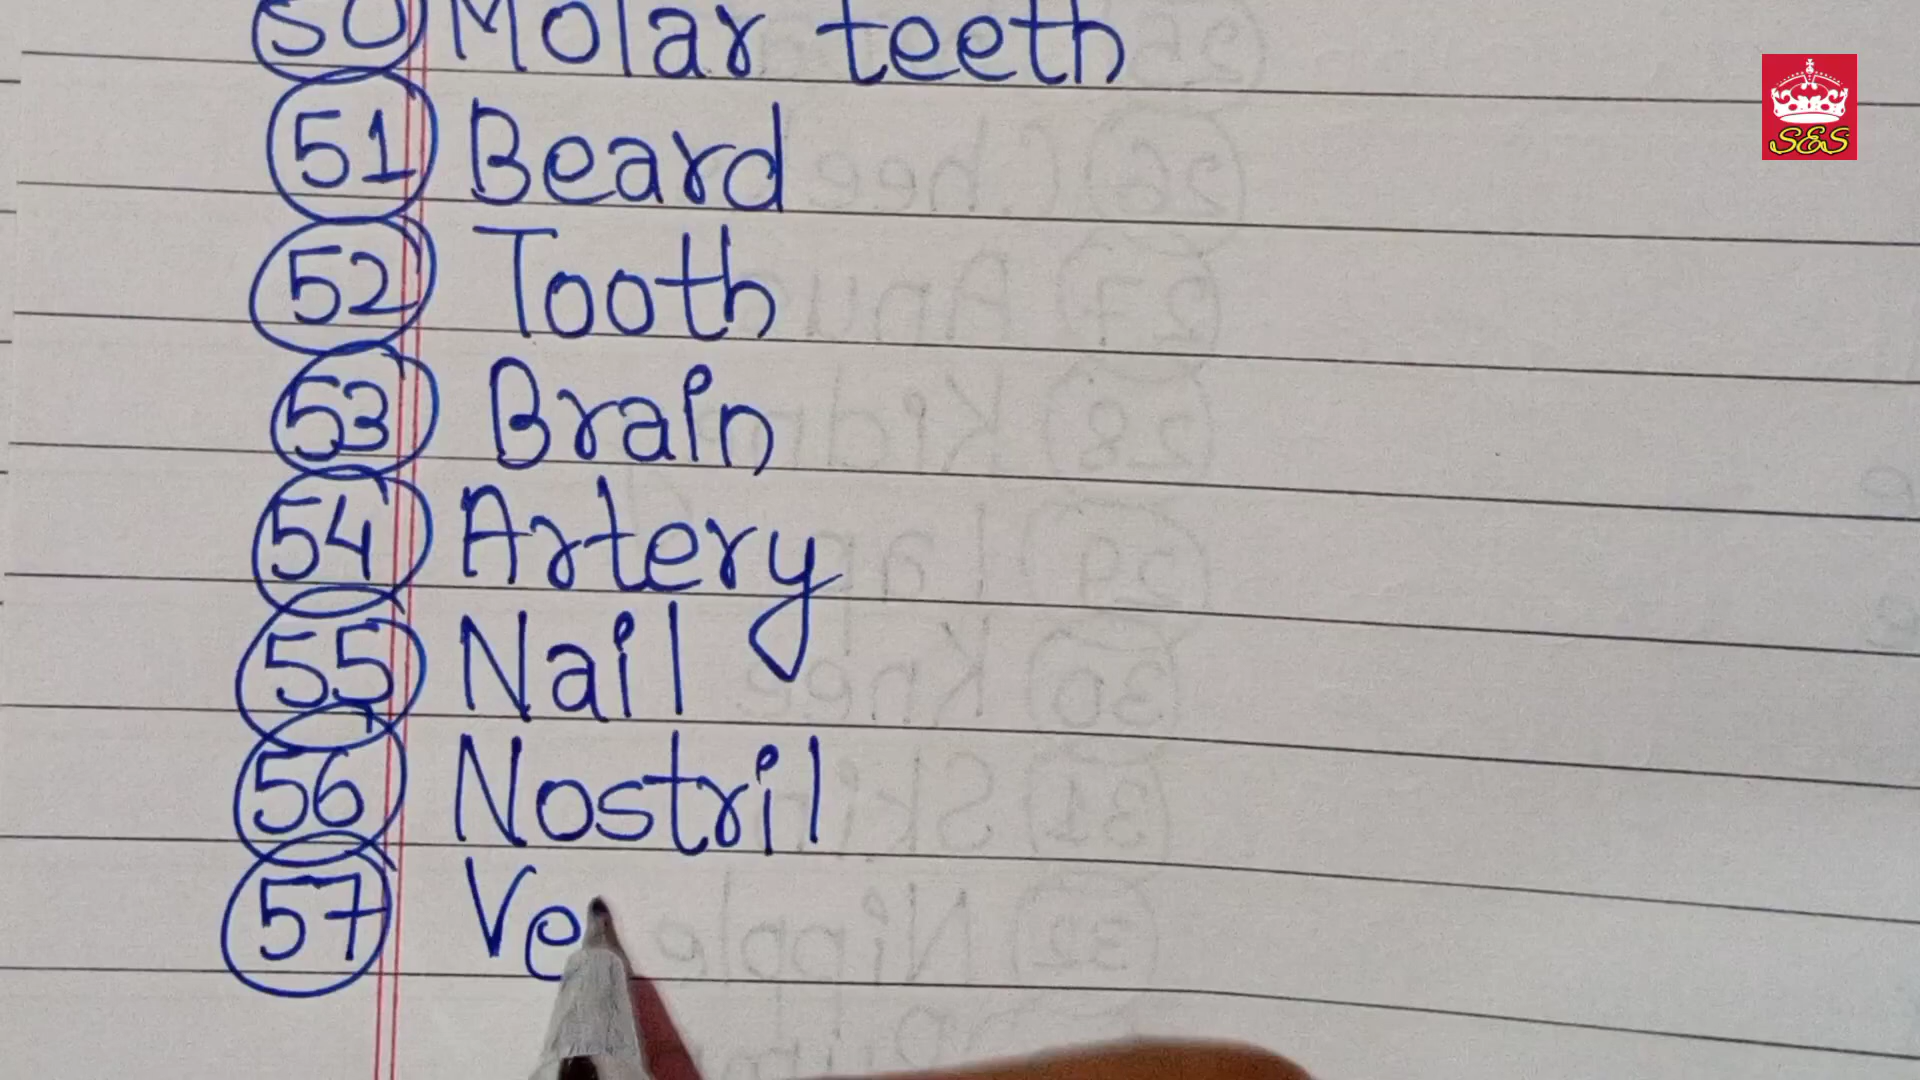 50 Molar teeth
51 Beard
52 Tooth
53 Brain
54 Artery
55 Nail
56 Nostril
57 Ve
S&S